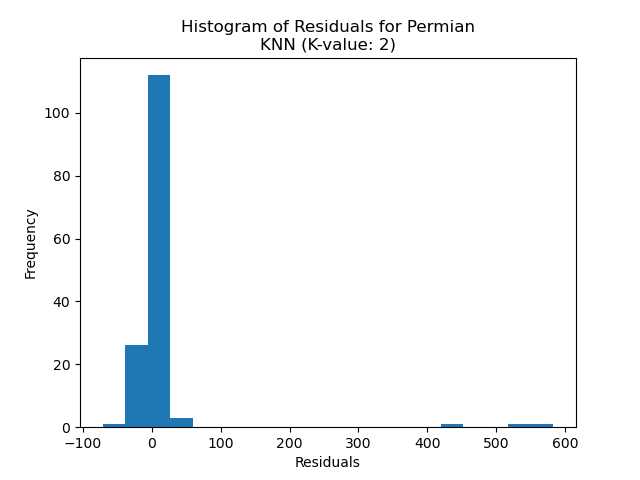 Histogram of Residuals for Permian
KNN (K-value: 2)
Frequency
100
80
60
40
20
0
−100 0 100 200 300 400 500 600
Residuals